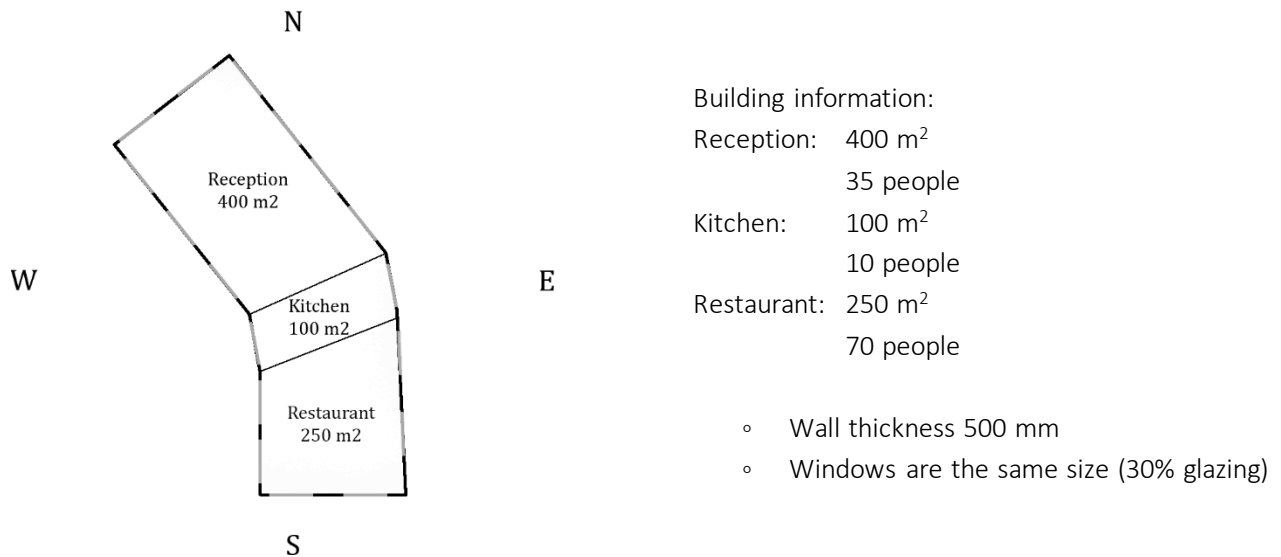 N
W
E
S
Reception
400 m2
Kitchen
100 m2
Restaurant
250 m2
Building information:
Reception: 400 m²
35 people
Kitchen: 100 m²
10 people
Restaurant: 250 m²
70 people
◦ Wall thickness 500 mm
◦ Windows are the same size (30% glazing)